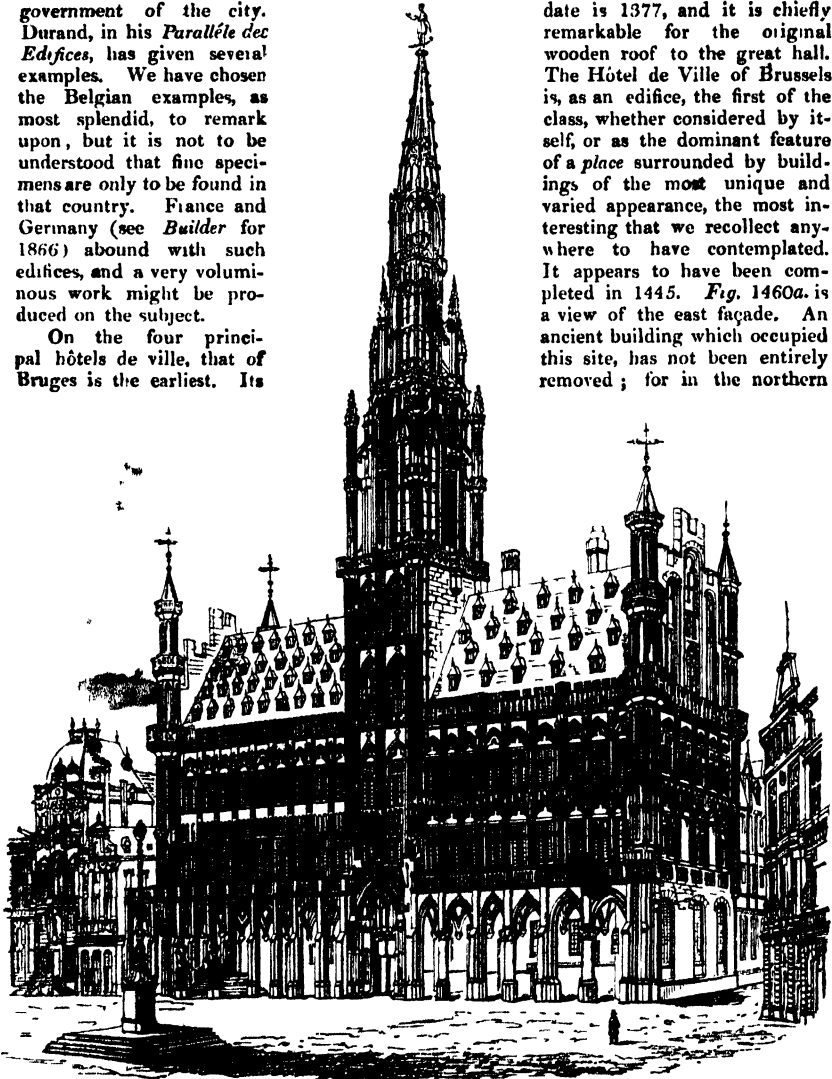 government of the city.
Durand, in his Paralléle dec
Edifices, has given several
examples. We have chosen
the Belgian examples, as
most splendid, to remark
upon, but it is not to be
understood that fine speci-
mens are only to be found in
that country. France and
Germany (see Builder for
1866) abound with such
edifices, and a very volumi-
nous work might be pro-
duced on the subject.
On the four princi-
pal hôtels de ville, that of
Bruges is the earliest. Its
date is 1377, and it is chiefly
remarkable for the original
wooden roof to the great hall.
The Hôtel de Ville of Brussels
is, as an edifice, the first of the
class, whether considered by it-
self, or as the dominant feature
of a place surrounded by build-
ings of the most unique and
varied appearance, the most in-
teresting that we recollect any-
where to have contemplated.
It appears to have been com-
pleted in 1445. Fig. 1460a. is
a view of the east façade. An
ancient building which occupied
this site, has not been entirely
removed; for in the northern